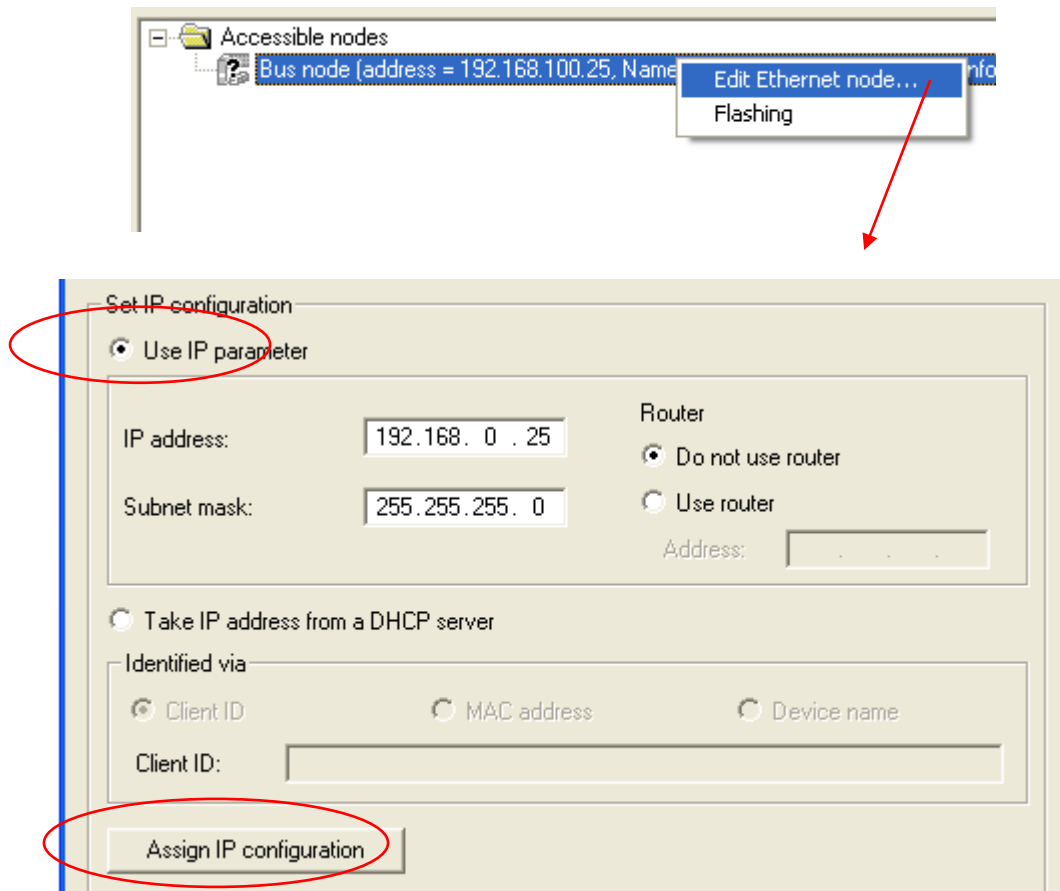 Accessible nodes
Bus node (address = 192.168.100.25, Name
Edit Ethernet node...
Flashing
Set IP configuration
Use IP parameter
IP address: 192.168. 0 . 25
Subnet mask: 255.255.255. 0
Router
Do not use router
Use router
Address: . . .
Take IP address from a DHCP server
Identified via
Client ID MAC address Device name
Client ID:
Assign IP configuration